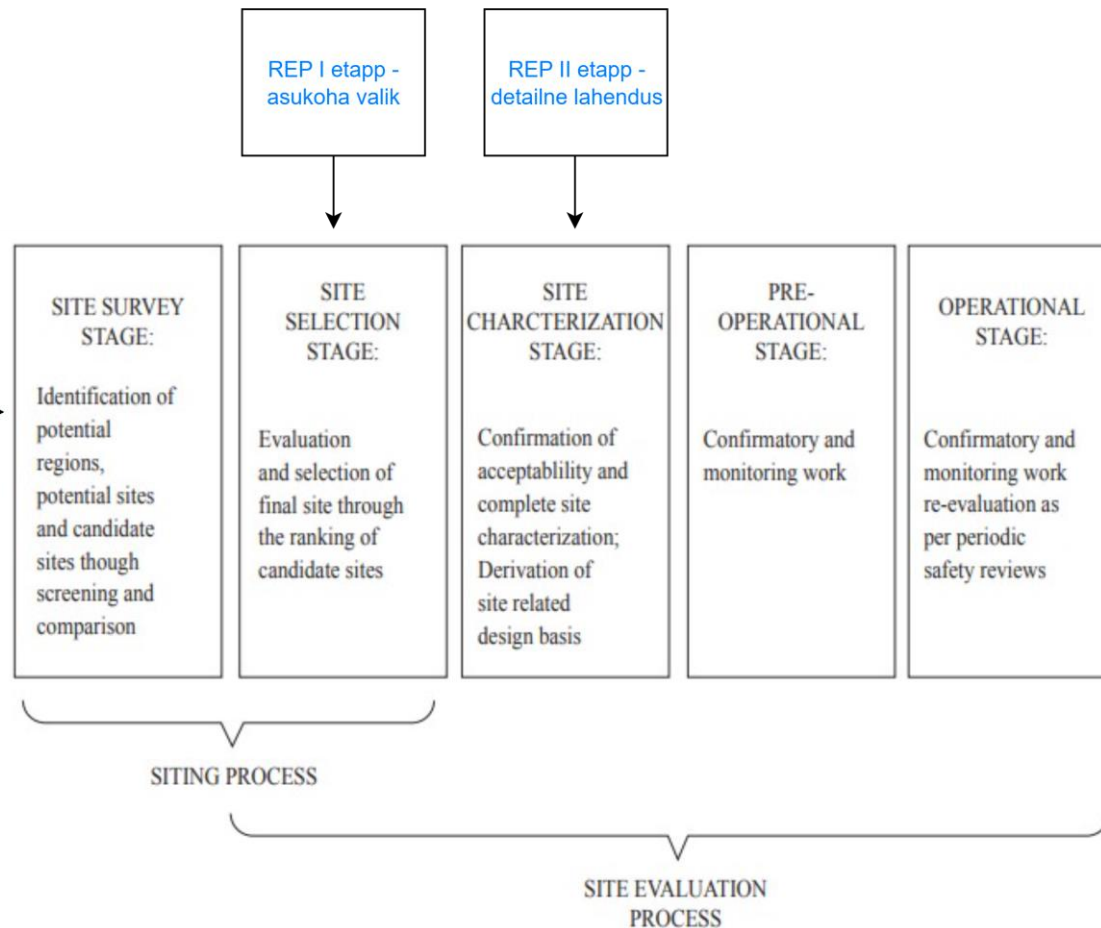 REP I etapp -
asukoha valik
REP II etapp -
detailne lahendus
SITE SURVEY
STAGE:
Identification of
potential
regions,
potential sites
and candidate
sites though
screening and
comparison
SITE
SELECTION
STAGE:
Evaluation
and selection of
final site through
the ranking of
candidate sites
SITE
CHARCTERIZATION
STAGE:
Confirmation of
acceptablility and
complete site
characterization;
Derivation of
site related
design basis
PRE-
OPERATIONAL
STAGE:
Confirmatory and
monitoring work
OPERATIONAL
STAGE:
Confirmatory and
monitoring work
re-evaluation as
per periodic
safety reviews
SITING PROCESS
SITE EVALUATION
PROCESS